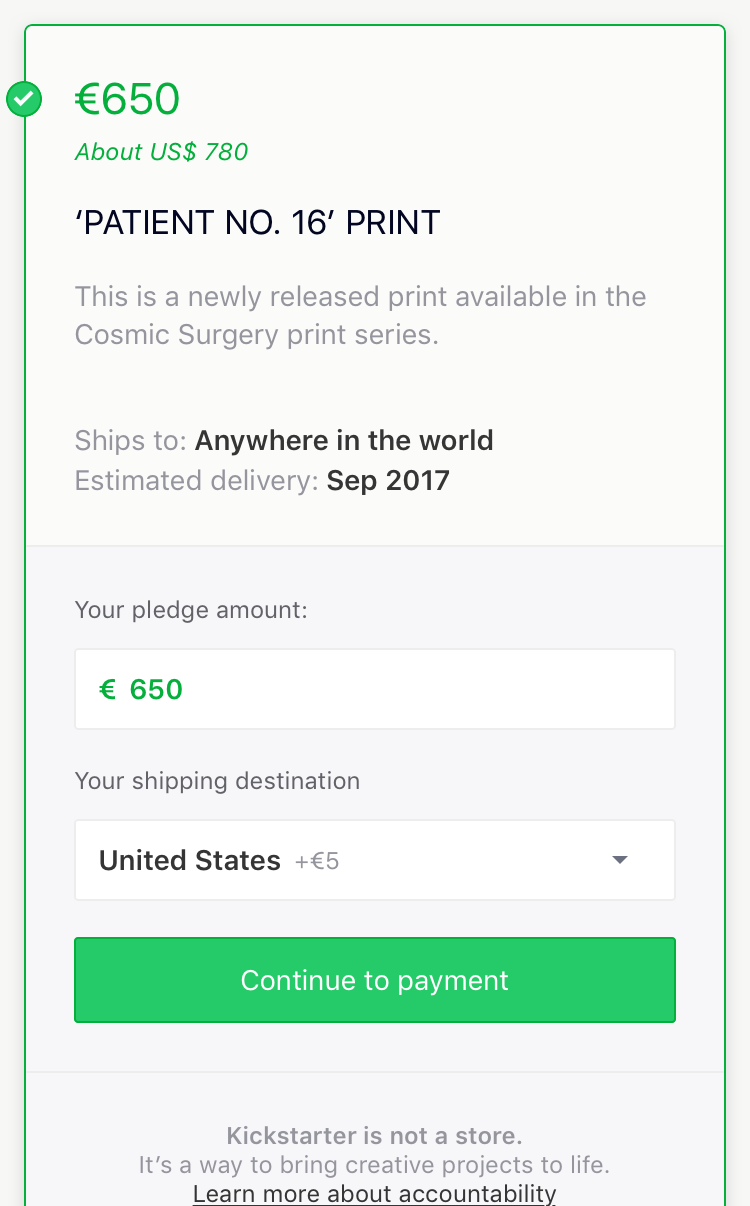 €650
About US$ 780
‘PATIENT NO. 16’ PRINT
This is a newly released print available in the
Cosmic Surgery print series.
Ships to: Anywhere in the world
Estimated delivery: Sep 2017
Your pledge amount:
€ 650
Your shipping destination
United States +€5
Continue to payment
Kickstarter is not a store.
It’s a way to bring creative projects to life.
Learn more about accountability